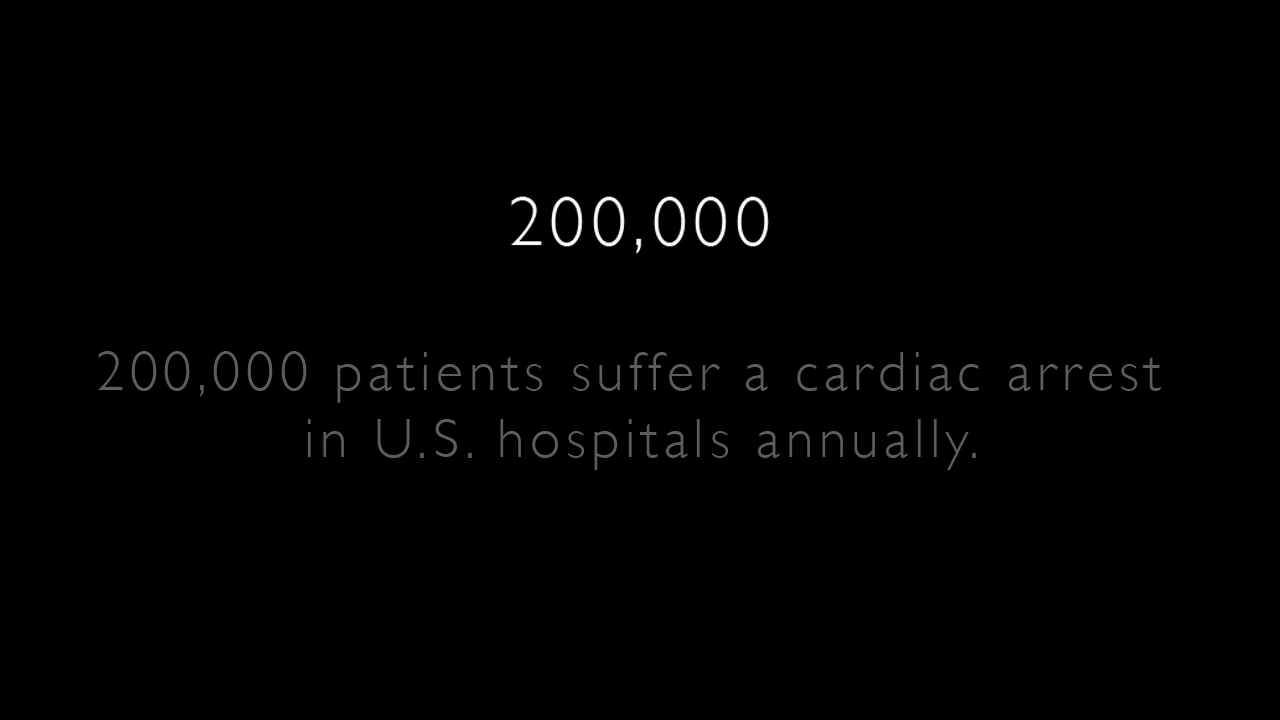 200,000
200,000 patients suffer a cardiac arrest
in U.S. hospitals annually.